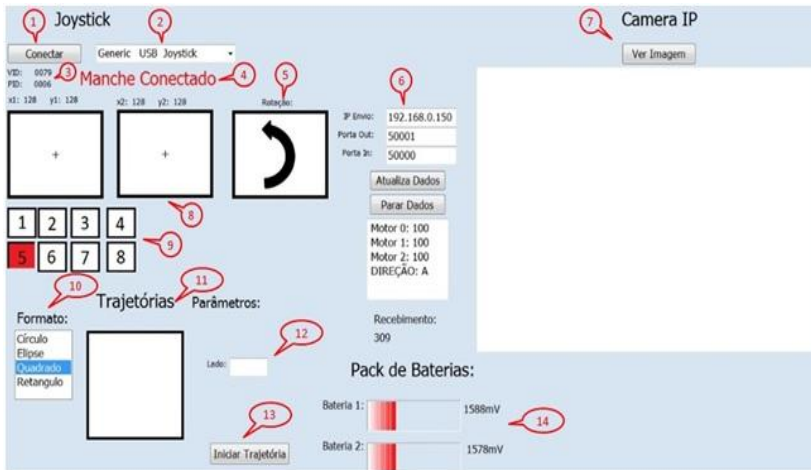 Joystick
Camera IP
1
2
7
Conectar
Generic USB Joystick
Ver Imagem
VID: 0079
PID: 0006
3
Manche Conectado
4
5
6
x1: 128 y1: 128
x2: 128 y2: 128
Rotação:
IP Envio: 192.168.0.150
Porta Out: 50001
Porta In: 50000
Atualiza Dados
Parar Dados
8
1 2 3 4
9
5 6 7 8
Motor 0: 100
Motor 1: 100
Motor 2: 100
DIREÇÃO: A
10
11
Trajetórias
Parâmetros:
Formato:
Recebimento:
309
Círculo
Elipse
Quadrado
Retangulo
12
Lado:
Pack de Baterias:
13
Bateria 1:
1588mV
14
Iniciar Trajetória
Bateria 2:
1578mV